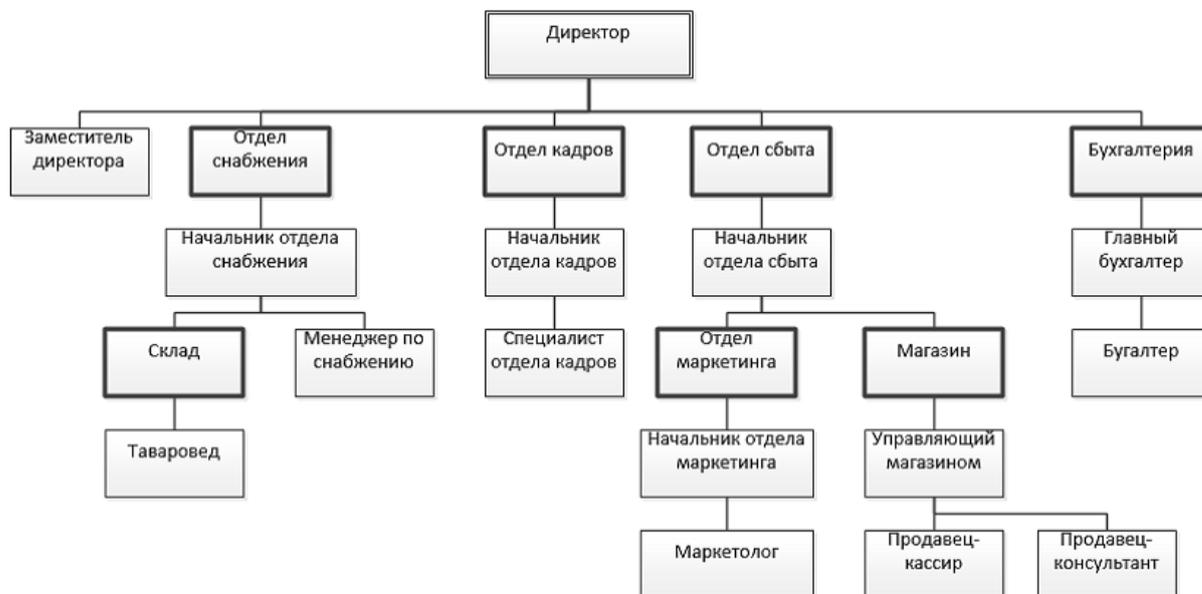 Директор
Заместитель
директора
Отдел
снабжения
Отдел кадров
Отдел сбыта
Бухгалтерия
Начальник отдела
снабжения
Начальник
отдела кадров
Начальник
отдела сбыта
Главный
бухгалтер
Склад
Менеджер по
снабжению
Специалист
отдела кадров
Отдел
маркетинга
Магазин
Бугалтер
Тавaровед
Начальник отдела
маркетинга
Управляющий
магазином
Маркетолог
Продавец-
кассир
Продавец-
консультант